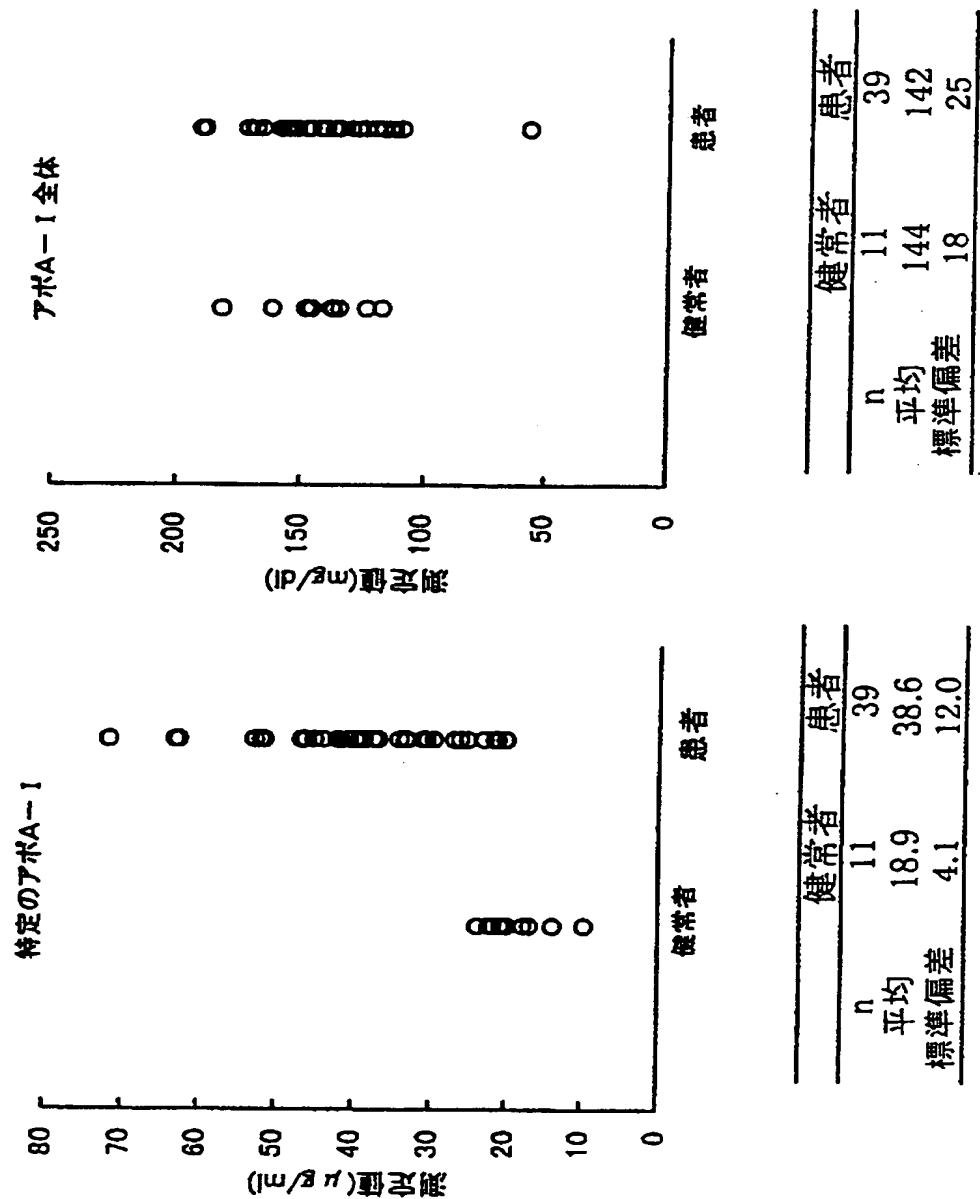 特定のアポA－I
測定値(μg/ml)
80
70
60
50
40
30
20
10
0
健常者 患者
健常者 患者
n 11 39
平均 18.9 38.6
標準偏差 4.1 12.0
アポA－I 全体
測定値(mg/dl)
250
200
150
100
50
0
健常者 患者
健常者 患者
n 11 39
平均 144 142
標準偏差 18 25